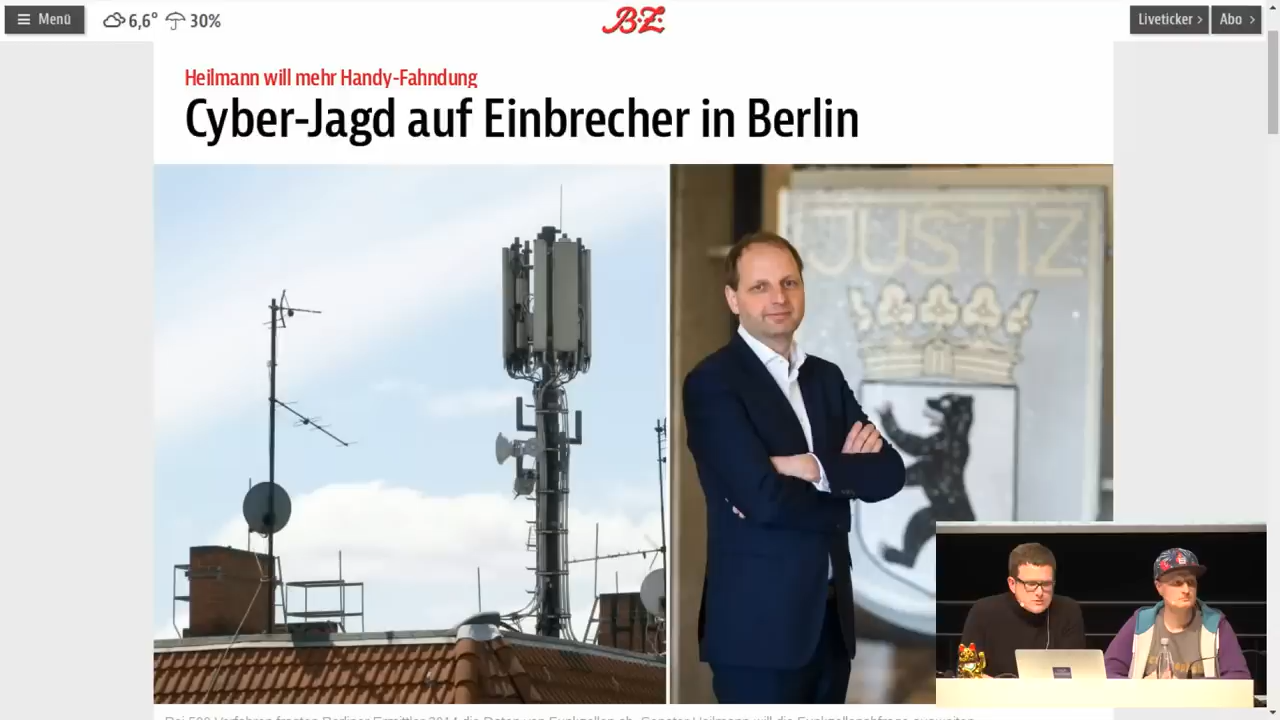 Menü
6,6° 30%
B.Z.
Liveticker >
Abo >
Heilmann will mehr Handy-Fahndung
Cyber-Jagd auf Einbrecher in Berlin
JUSTIZ